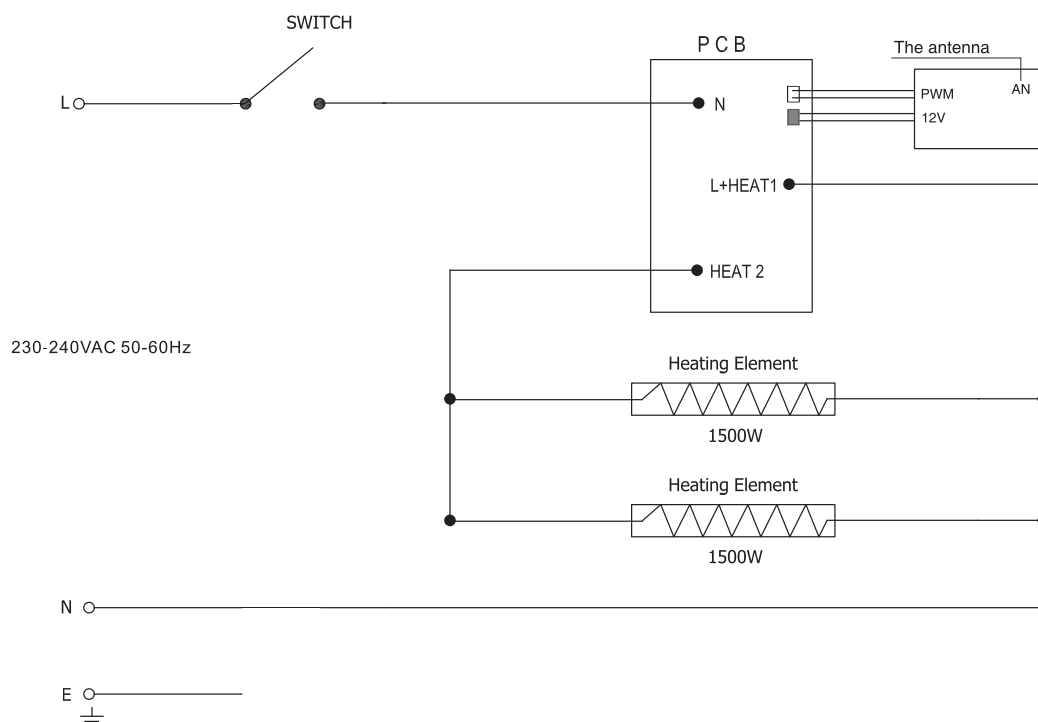 SWITCH
P C B
The antenna
L
N
PWM
AN
12V
L+HEAT1
HEAT 2
230-240VAC 50-60Hz
Heating Element
1500W
Heating Element
1500W
N
E